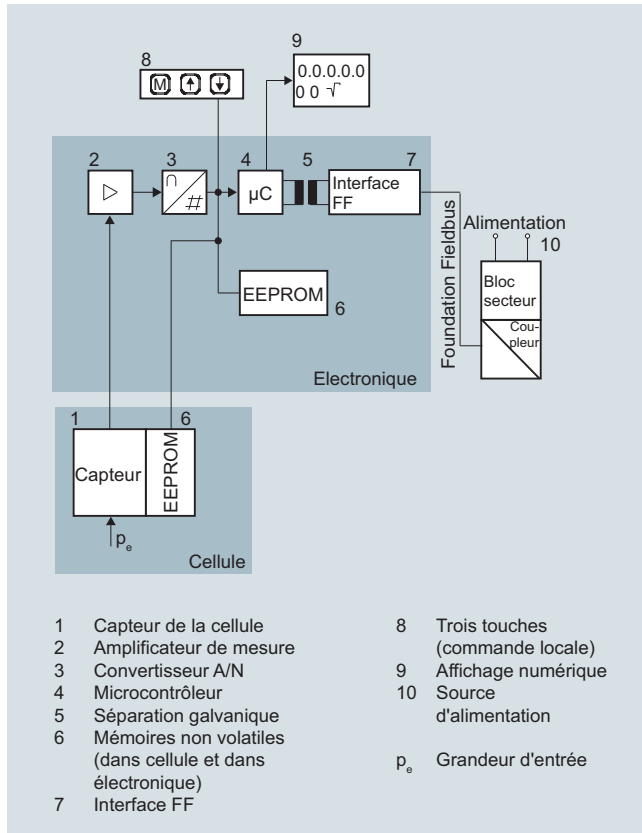 8
9
M
0.0.0.0.0
0 0 √
2
3
4
5
7
∩
#
µC
Interface
FF
Foundation Fieldbus
Alimentation
10
Bloc
secteur
Cou-
pleur
EEPROM
6
Electronique
1
6
Capteur
EEPROM
pe
Cellule
1 Capteur de la cellule
2 Amplificateur de mesure
3 Convertisseur A/N
4 Microcontrôleur
5 Séparation galvanique
6 Mémoires non volatiles
(dans cellule et dans
électronique)
7 Interface FF
8 Trois touches
(commande locale)
9 Affichage numérique
10 Source
d'alimentation
pe Grandeur d'entrée